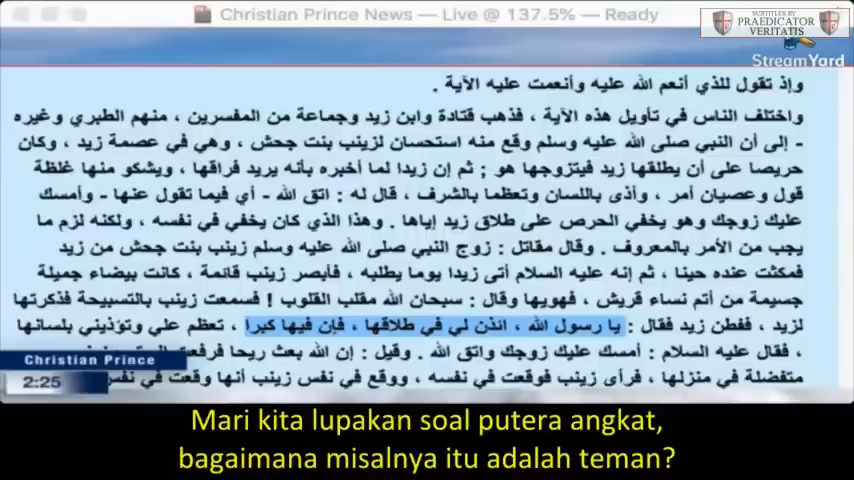 Christian Prince News — Live @ 137.5% — Ready
SUBTITLES BY
PRAEDICATOR
VERITATIS
StreamYard
وإذ تقول للذي أنعم الله عليه وأنعمت عليه الآية .
واختلف الناس في تأويل هذه الآية ، فذهب قتادة وابن زيد وجماعة من المفسرين ، منهم الطبري وغيره
- إلى أن النبي صلى الله عليه وسلم وقع منه استحسان لزينب بنت جحش ، وهي في عصمة زيد ، وكان
حريصا على أن يطلقها زيد فيتزوجها هو ; ثم إن زيدا لما أخبره بأنه يريد فراقها ، ويشكو منها غلظة
قول وعصيان أمر ، وأذى باللسان وتعظما بالشرف ، قال له : اتق الله - أي فيما تقول عنها - وأمسك
عليك زوجك وهو يخفي الحرص على طلاق زيد إياها . وهذا الذي كان يخفي في نفسه ، ولكنه لزم ما
يجب من الأمر بالمعروف . وقال مقاتل : زوج النبي صلى الله عليه وسلم زينب بنت جحش من زيد
فمكثت عنده حينا ، ثم إنه عليه السلام أتى زيدا يوما يطلبه ، فأبصر زينب قائمة ، كانت بيضاء جميلة
جسيمة من أتم نساء قريش ، فهويها وقال : سبحان الله مقلب القلوب ! فسمعت زينب بالتسبيحة فذكرتها
لزيد ، ففطن زيد فقال : يا رسول الله ، ائذن لي في طلاقها ، فإن فيها كبرا ، تعظم علي وتؤذيني بلسانها
، فقال عليه السلام : أمسك عليك زوجك واتق الله . وقيل : إن الله بعث ريحا فرفعت
متفضلة في منزلها ، فرأى زينب فوقعت في نفسه ، ووقع في نفس زينب أنها وقعت في نفس
Christian Prince
2:25
Mari kita lupakan soal putera angkat,
bagaimana misalnya itu adalah teman?